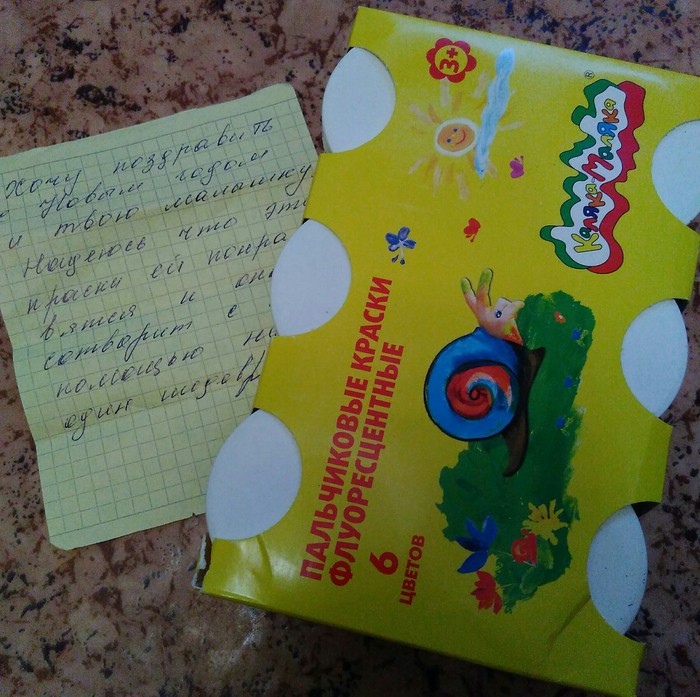 Хочу поздравить
с Новым годом
и твою малышку
Надеюсь что эти
краски ей понра
вятся и она
сотворит с
помощью не
один шедевр
3+
Каляка-Маляка
®
ПАЛЬЧИКОВЫЕ КРАСКИ
ФЛУОРЕСЦЕНТНЫЕ
6
ЦВЕТОВ